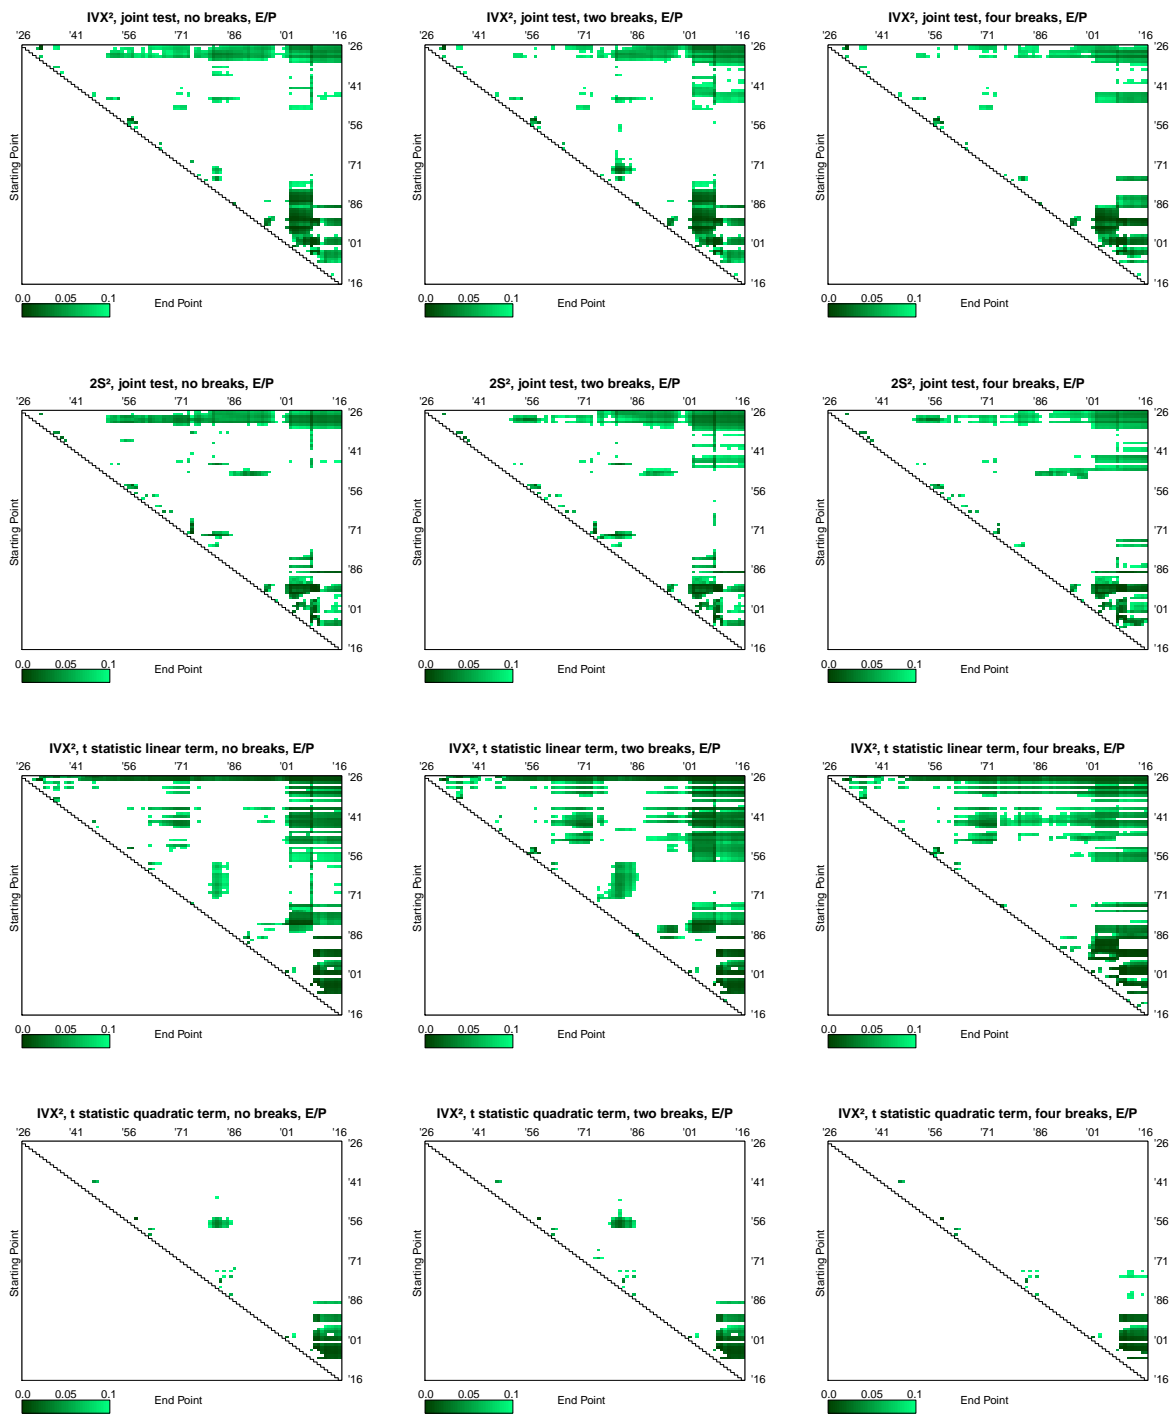 IVX², joint test, no breaks, E/P
'26 '41 '56 '71 '86 '01 '16
'26
'41
'56
'71
'86
'01
'16
Starting Point
0.0 0.05 0.1
End Point
IVX², joint test, two breaks, E/P
'26 '41 '56 '71 '86 '01 '16
'26
'41
'56
'71
'86
'01
'16
Starting Point
0.0 0.05 0.1
End Point
IVX², joint test, four breaks, E/P
'26 '41 '56 '71 '86 '01 '16
'26
'41
'56
'71
'86
'01
'16
Starting Point
0.0 0.05 0.1
End Point
2S², joint test, no breaks, E/P
'26 '41 '56 '71 '86 '01 '16
'26
'41
'56
'71
'86
'01
'16
Starting Point
0.0 0.05 0.1
End Point
2S², joint test, two breaks, E/P
'26 '41 '56 '71 '86 '01 '16
'26
'41
'56
'71
'86
'01
'16
Starting Point
0.0 0.05 0.1
End Point
2S², joint test, four breaks, E/P
'26 '41 '56 '71 '86 '01 '16
'26
'41
'56
'71
'86
'01
'16
Starting Point
0.0 0.05 0.1
End Point
IVX², t statistic linear term, no breaks, E/P
'26 '41 '56 '71 '86 '01 '16
'26
'41
'56
'71
'86
'01
'16
Starting Point
0.0 0.05 0.1
End Point
IVX², t statistic linear term, two breaks, E/P
'26 '41 '56 '71 '86 '01 '16
'26
'41
'56
'71
'86
'01
'16
Starting Point
0.0 0.05 0.1
End Point
IVX², t statistic linear term, four breaks, E/P
'26 '41 '56 '71 '86 '01 '16
'26
'41
'56
'71
'86
'01
'16
Starting Point
0.0 0.05 0.1
End Point
IVX², t statistic quadratic term, no breaks, E/P
'26 '41 '56 '71 '86 '01 '16
'26
'41
'56
'71
'86
'01
'16
Starting Point
0.0 0.05 0.1
End Point
IVX², t statistic quadratic term, two breaks, E/P
'26 '41 '56 '71 '86 '01 '16
'26
'41
'56
'71
'86
'01
'16
Starting Point
0.0 0.05 0.1
End Point
IVX², t statistic quadratic term, four breaks, E/P
'26 '41 '56 '71 '86 '01 '16
'26
'41
'56
'71
'86
'01
'16
Starting Point
0.0 0.05 0.1
End Point